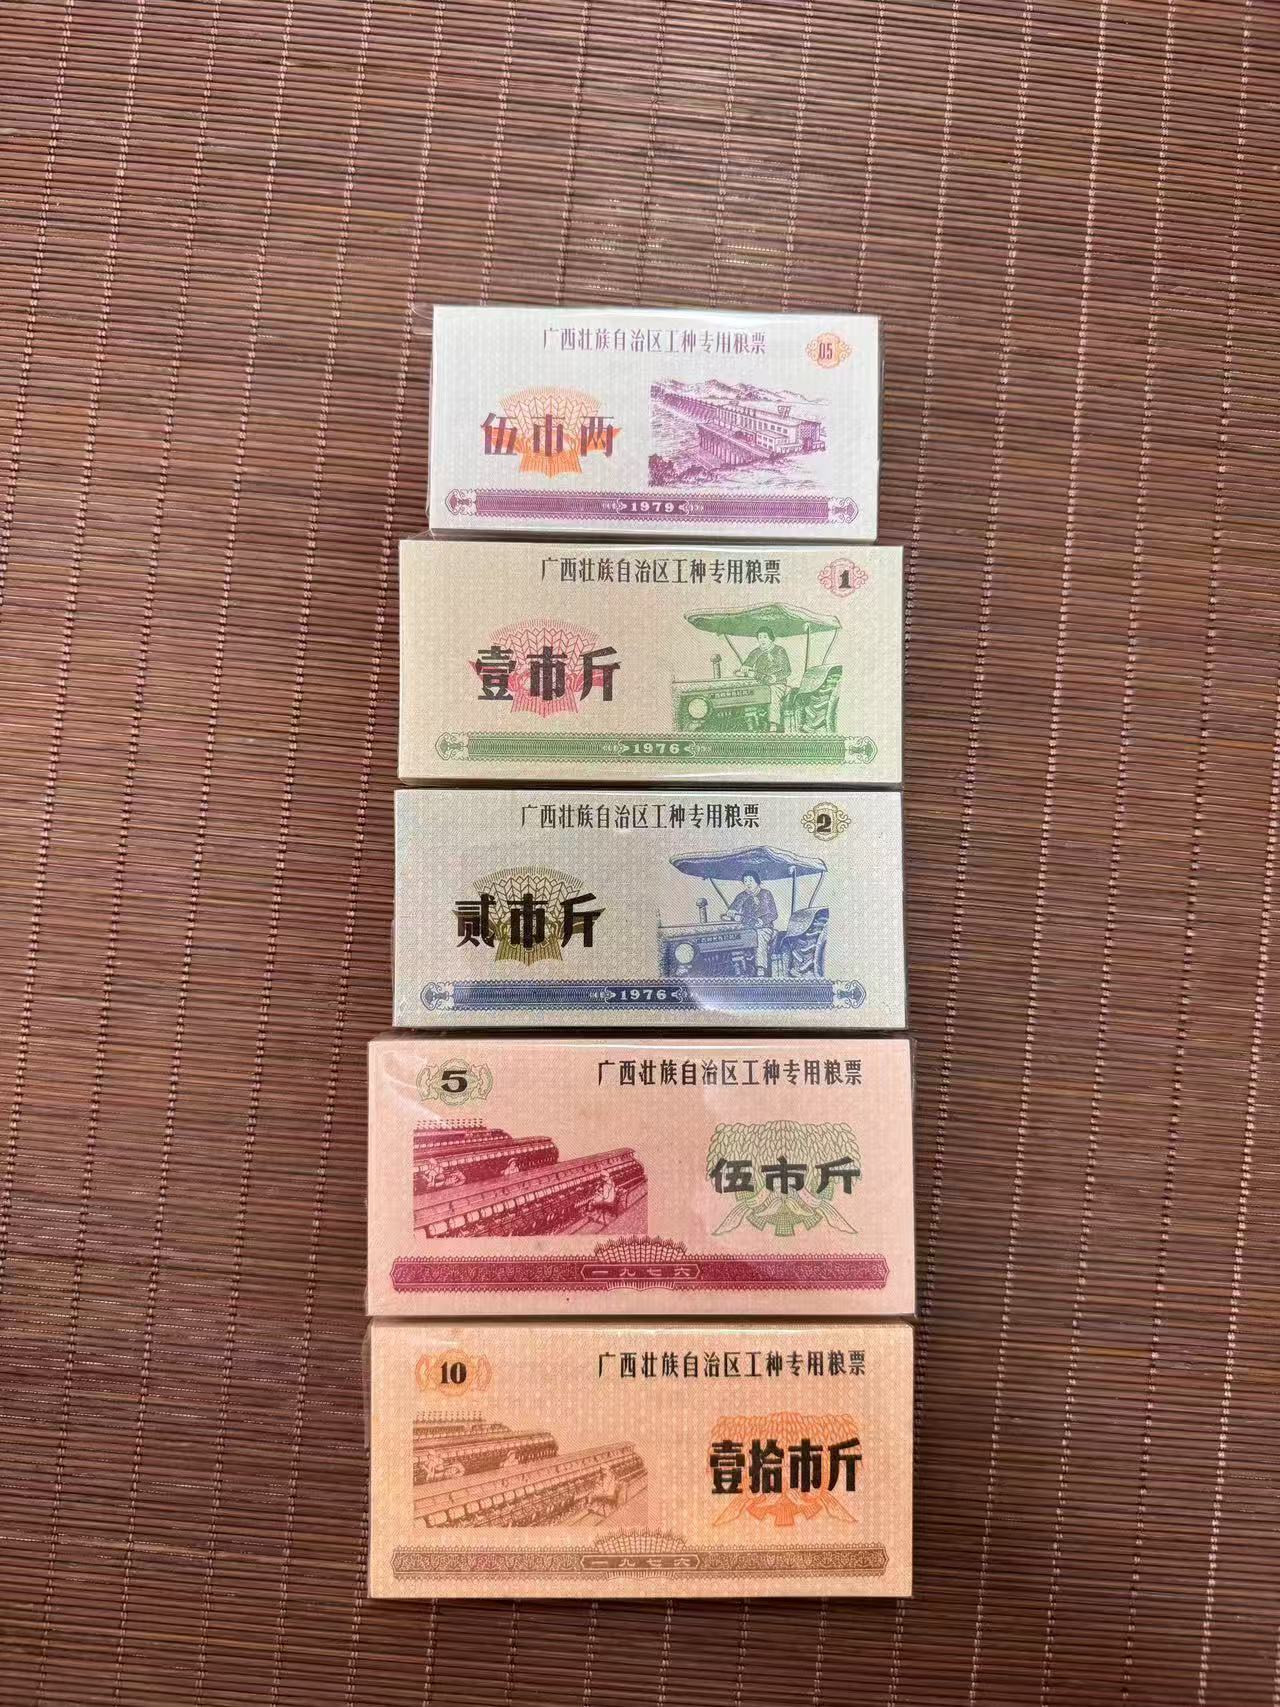 广西壮族自治区工种专用粮票
05
伍市两
1979
广西壮族自治区工种专用粮票
1
壹市斤
1976
广西壮族自治区工种专用粮票
2
贰市斤
1976
5
广西壮族自治区工种专用粮票
伍市斤
一九七六
10
广西壮族自治区工种专用粮票
壹拾市斤
一九七六